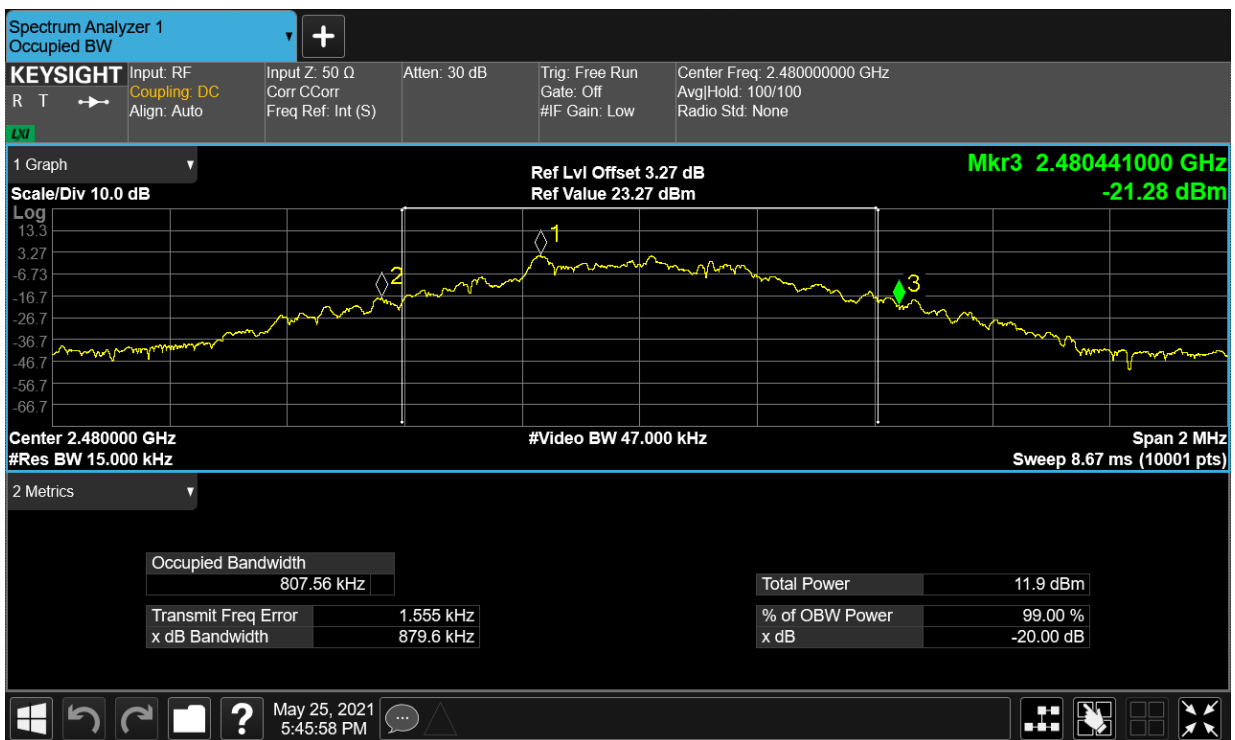 Spectrum Analyzer 1
Occupied BW
KEYSIGHT
R T
LXI
Input: RF
Coupling: DC
Align: Auto
Input Z: 50 Ω
Corr CCorr
Freq Ref: Int (S)
Atten: 30 dB
Trig: Free Run
Gate: Off
#IF Gain: Low
Center Freq: 2.480000000 GHz
Avg|Hold: 100/100
Radio Std: None
1 Graph
Scale/Div 10.0 dB
Ref Lvl Offset 3.27 dB
Ref Value 23.27 dBm
Mkr3 2.480441000 GHz
-21.28 dBm
Log
13.3
3.27
-6.73
-16.7
-26.7
-36.7
-46.7
-56.7
-66.7
1
2
3
Center 2.480000 GHz
#Res BW 15.000 kHz
#Video BW 47.000 kHz
Span 2 MHz
Sweep 8.67 ms (10001 pts)
2 Metrics
Occupied Bandwidth
807.56 kHz
Transmit Freq Error 1.555 kHz
x dB Bandwidth 879.6 kHz
Total Power 11.9 dBm
% of OBW Power 99.00 %
x dB -20.00 dB
?
May 25, 2021
5:45:58 PM